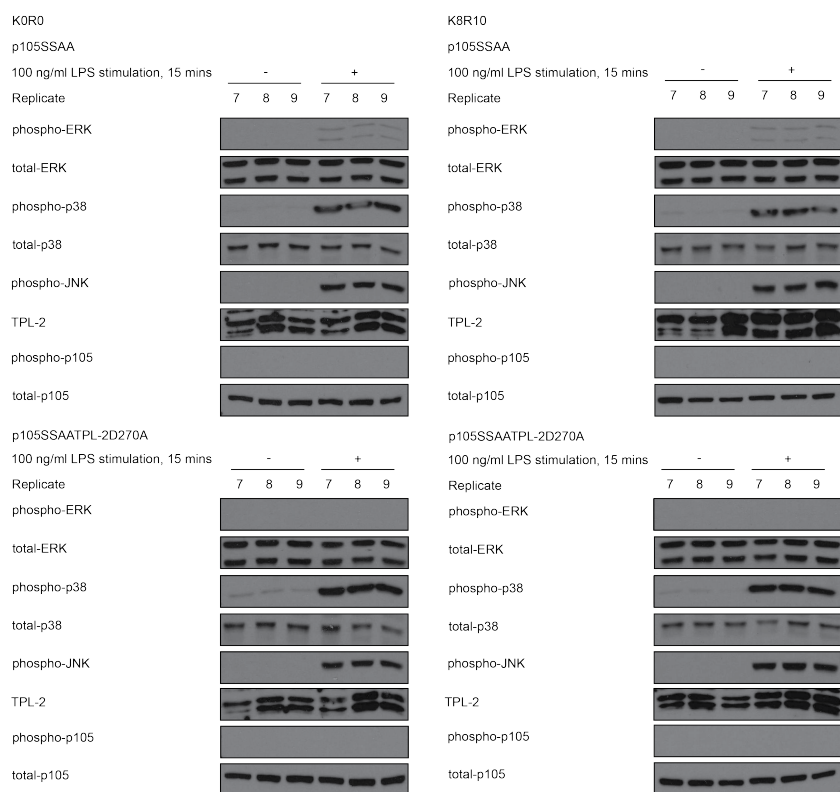 K0R0
p105SSAA
100 ng/ml LPS stimulation, 15 mins - +
Replicate 7 8 9 7 8 9
phospho-ERK
total-ERK
phospho-p38
total-p38
phospho-JNK
TPL-2
phospho-p105
total-p105
p105SSAATPL-2D270A
100 ng/ml LPS stimulation, 15 mins - +
Replicate 7 8 9 7 8 9
phospho-ERK
total-ERK
phospho-p38
total-p38
phospho-JNK
TPL-2
phospho-p105
total-p105
K8R10
p105SSAA
100 ng/ml LPS stimulation, 15 mins - +
Replicate 7 8 9 7 8 9
phospho-ERK
total-ERK
phospho-p38
total-p38
phospho-JNK
TPL-2
phospho-p105
total-p105
p105SSAATPL-2D270A
100 ng/ml LPS stimulation, 15 mins - +
Replicate 7 8 9 7 8 9
phospho-ERK
total-ERK
phospho-p38
total-p38
phospho-JNK
TPL-2
phospho-p105
total-p105